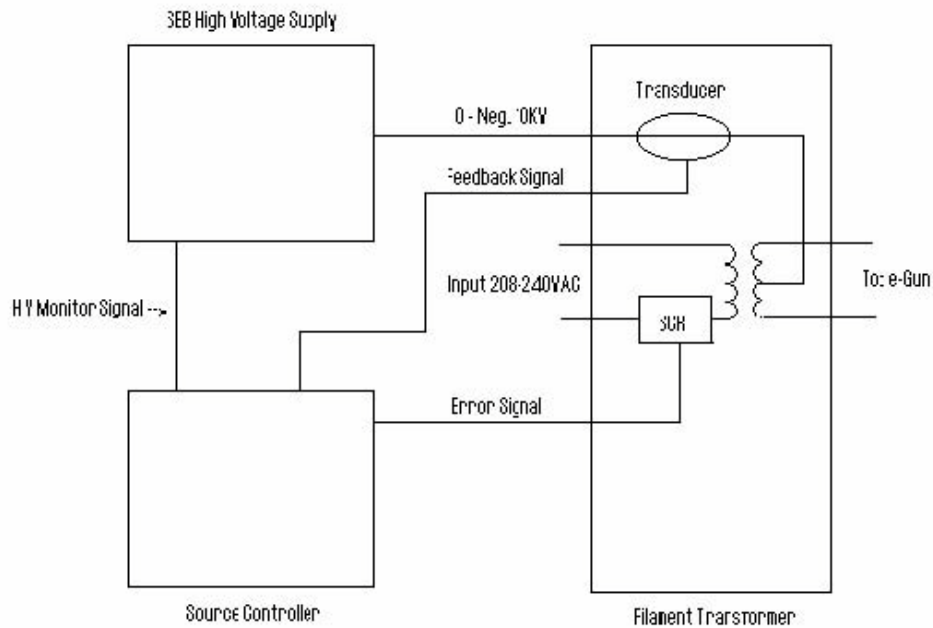 SEB High Voltage Supply
Transducer
0 - Neg. 10KV
Feedback Signal
Input 208-240VAC
To: e-Gun
H V Monitor Signal -->
SCR
Error Signal
Source Controller
Filament Transformer